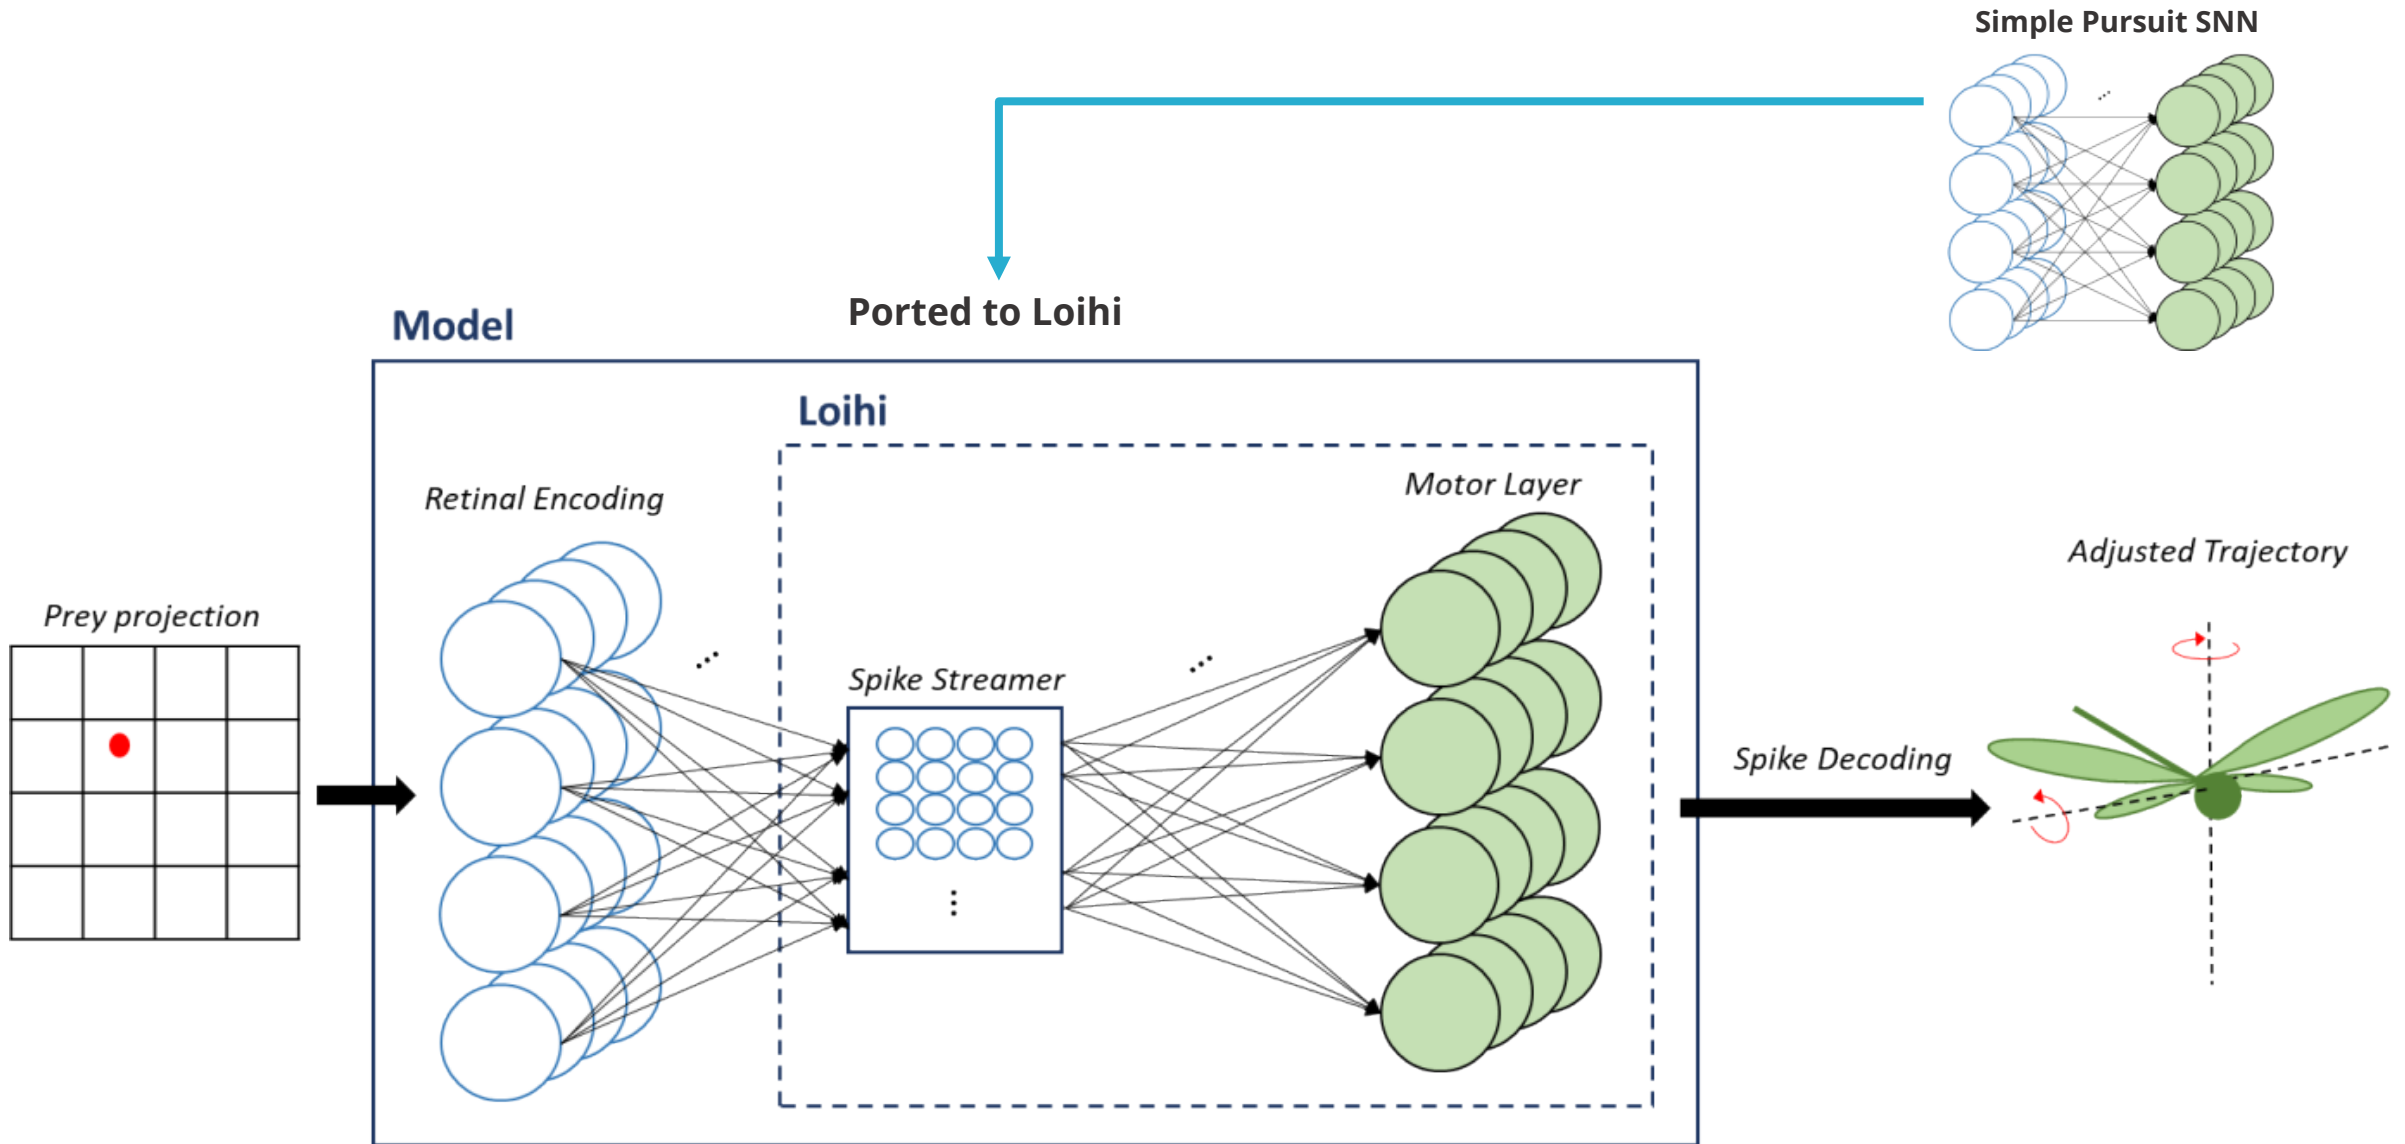 Simple Pursuit SNN
...
Ported to Loihi
Model
Loihi
Retinal Encoding
Motor Layer
Adjusted Trajectory
Prey projection
...
...
Spike Streamer
Spike Decoding
...